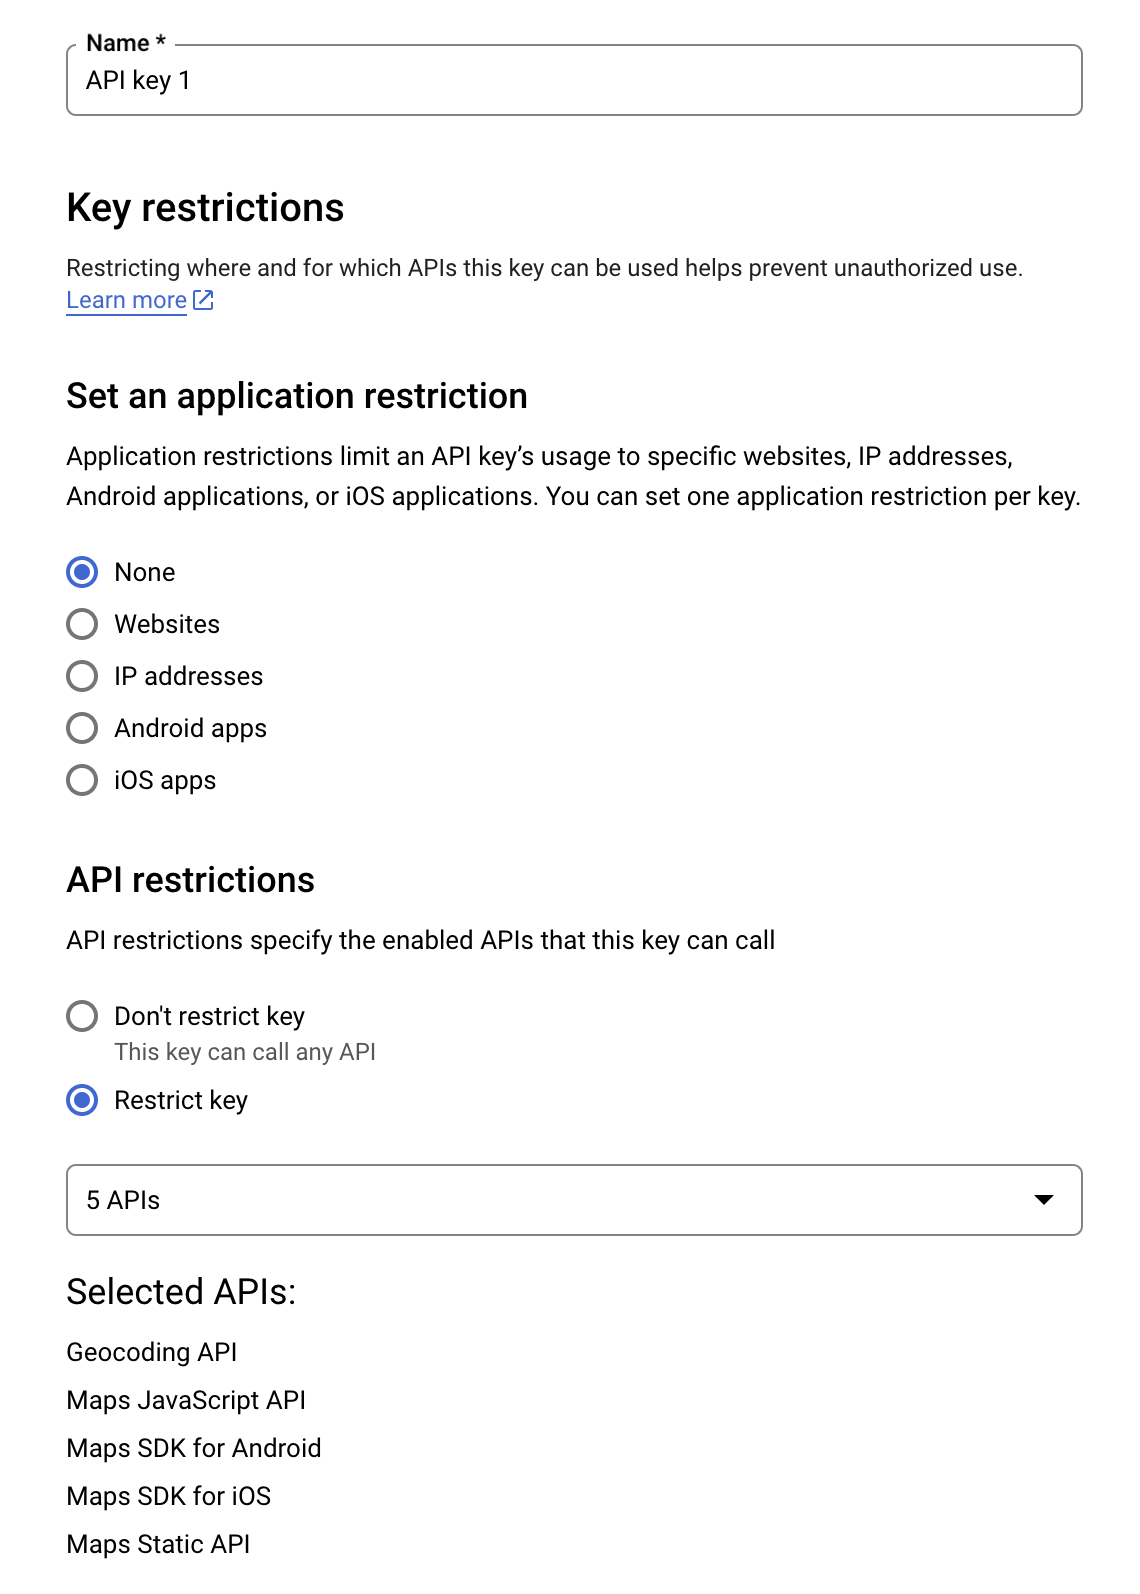 Name *
API key 1
Key restrictions
Restricting where and for which APIs this key can be used helps prevent unauthorized use.
Learn more
Set an application restriction
Application restrictions limit an API key’s usage to specific websites, IP addresses,
Android applications, or iOS applications. You can set one application restriction per key.
None
Websites
IP addresses
Android apps
iOS apps
API restrictions
API restrictions specify the enabled APIs that this key can call
Don't restrict key
This key can call any API
Restrict key
5 APIs
Selected APIs:
Geocoding API
Maps JavaScript API
Maps SDK for Android
Maps SDK for iOS
Maps Static API